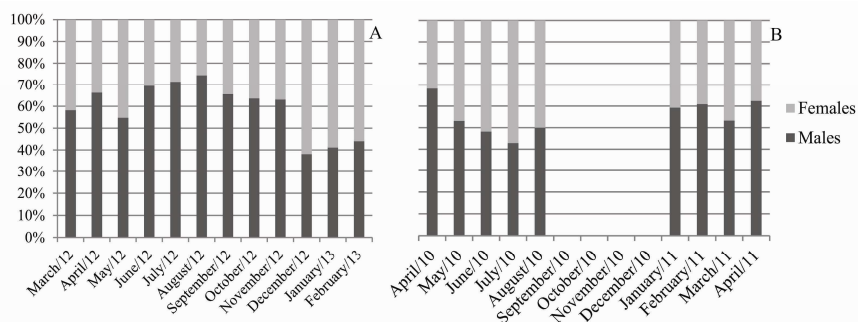 100%
90%
80%
70%
60%
50%
40%
30%
20%
10%
0%
A
March/12
April/12
May/12
June/12
July/12
August/12
September/12
October/12
November/12
December/12
January/13
February/13
B
April/10
May/10
June/10
July/10
August/10
September/10
October/10
November/10
December/10
January/11
February/11
March/11
April/11
Females
Males